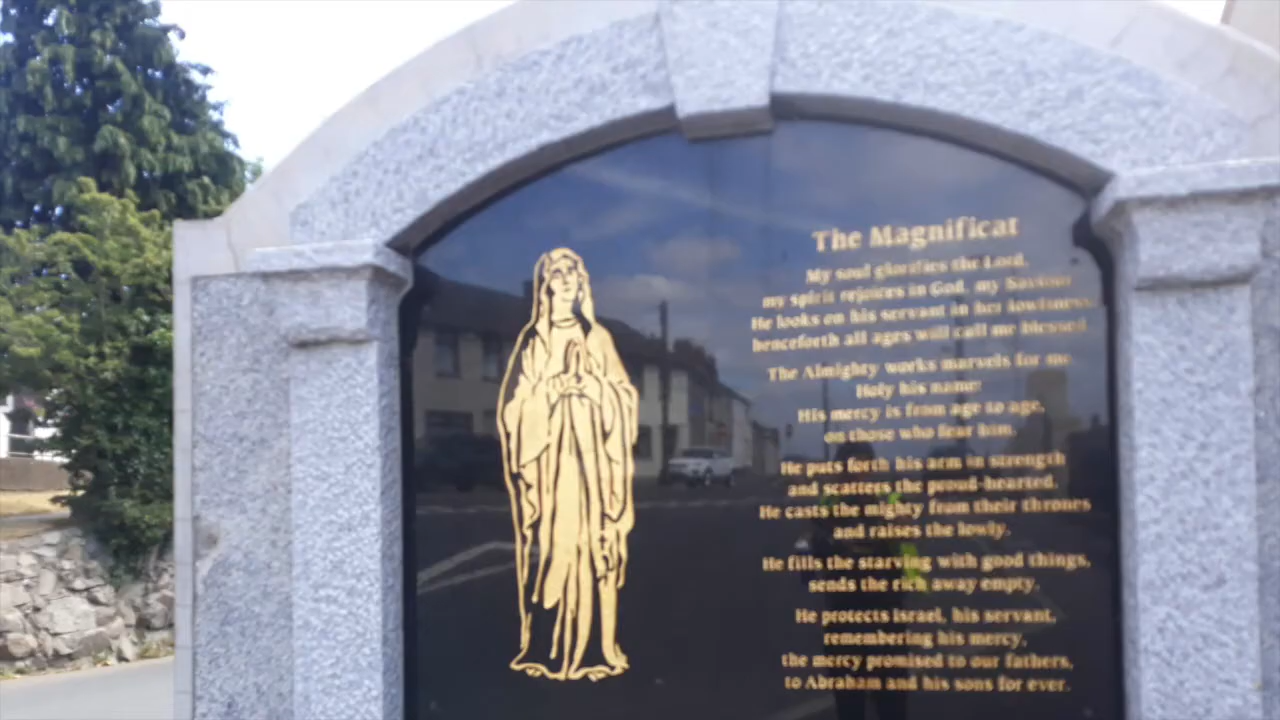 The Magnificat
My soul glorifies the Lord,
my spirit rejoices in God, my Saviour
He looks on his servant in her lowliness,
henceforth all ages will call me blessed
The Almighty works marvels for me
Holy his name!
His mercy is from age to age,
on those who fear him.
He puts forth his arm in strength
and scatters the proud-hearted.
He casts the mighty from their thrones
and raises the lowly.
He fills the starving with good things,
sends the rich away empty.
He protects Israel, his servant,
remembering his mercy,
the mercy promised to our fathers,
to Abraham and his sons for ever.